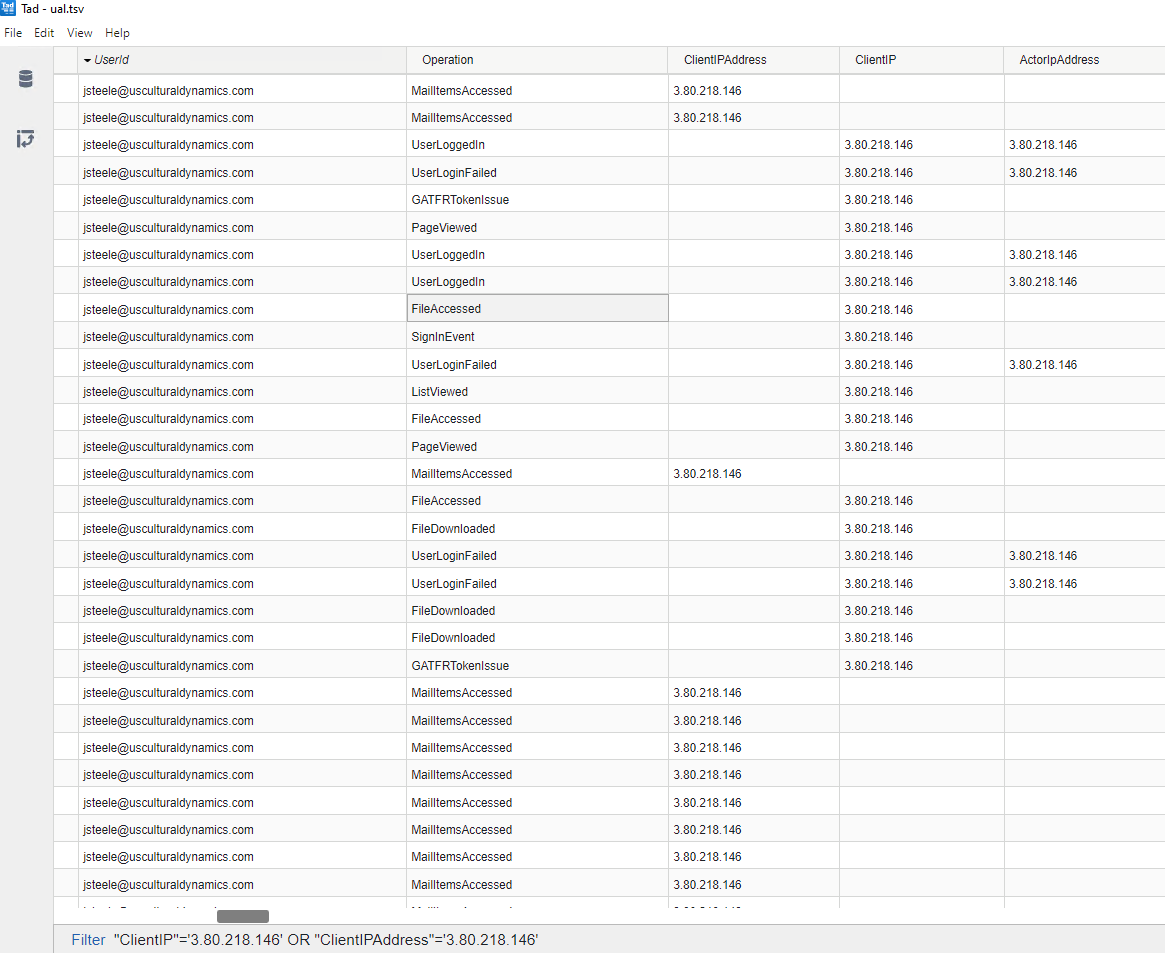 Tad - ual.tsv
File Edit View Help
UserId Operation ClientIPAddress ClientIP ActorIpAddress
jsteele@usculturaldynamics.com MailItemsAccessed 3.80.218.146
jsteele@usculturaldynamics.com MailItemsAccessed 3.80.218.146
jsteele@usculturaldynamics.com UserLoggedIn 3.80.218.146 3.80.218.146
jsteele@usculturaldynamics.com UserLoginFailed 3.80.218.146 3.80.218.146
jsteele@usculturaldynamics.com GATFRTokenIssue 3.80.218.146
jsteele@usculturaldynamics.com PageViewed 3.80.218.146
jsteele@usculturaldynamics.com UserLoggedIn 3.80.218.146 3.80.218.146
jsteele@usculturaldynamics.com UserLoggedIn 3.80.218.146 3.80.218.146
jsteele@usculturaldynamics.com FileAccessed 3.80.218.146
jsteele@usculturaldynamics.com SignInEvent 3.80.218.146
jsteele@usculturaldynamics.com UserLoginFailed 3.80.218.146 3.80.218.146
jsteele@usculturaldynamics.com ListViewed 3.80.218.146
jsteele@usculturaldynamics.com FileAccessed 3.80.218.146
jsteele@usculturaldynamics.com PageViewed 3.80.218.146
jsteele@usculturaldynamics.com MailItemsAccessed 3.80.218.146
jsteele@usculturaldynamics.com FileAccessed 3.80.218.146
jsteele@usculturaldynamics.com FileDownloaded 3.80.218.146
jsteele@usculturaldynamics.com UserLoginFailed 3.80.218.146 3.80.218.146
jsteele@usculturaldynamics.com UserLoginFailed 3.80.218.146 3.80.218.146
jsteele@usculturaldynamics.com FileDownloaded 3.80.218.146
jsteele@usculturaldynamics.com FileDownloaded 3.80.218.146
jsteele@usculturaldynamics.com GATFRTokenIssue 3.80.218.146
jsteele@usculturaldynamics.com MailItemsAccessed 3.80.218.146
jsteele@usculturaldynamics.com MailItemsAccessed 3.80.218.146
jsteele@usculturaldynamics.com MailItemsAccessed 3.80.218.146
jsteele@usculturaldynamics.com MailItemsAccessed 3.80.218.146
jsteele@usculturaldynamics.com MailItemsAccessed 3.80.218.146
jsteele@usculturaldynamics.com MailItemsAccessed 3.80.218.146
jsteele@usculturaldynamics.com MailItemsAccessed 3.80.218.146
jsteele@usculturaldynamics.com MailItemsAccessed 3.80.218.146
Filter "ClientIP"='3.80.218.146' OR "ClientIPAddress"='3.80.218.146'